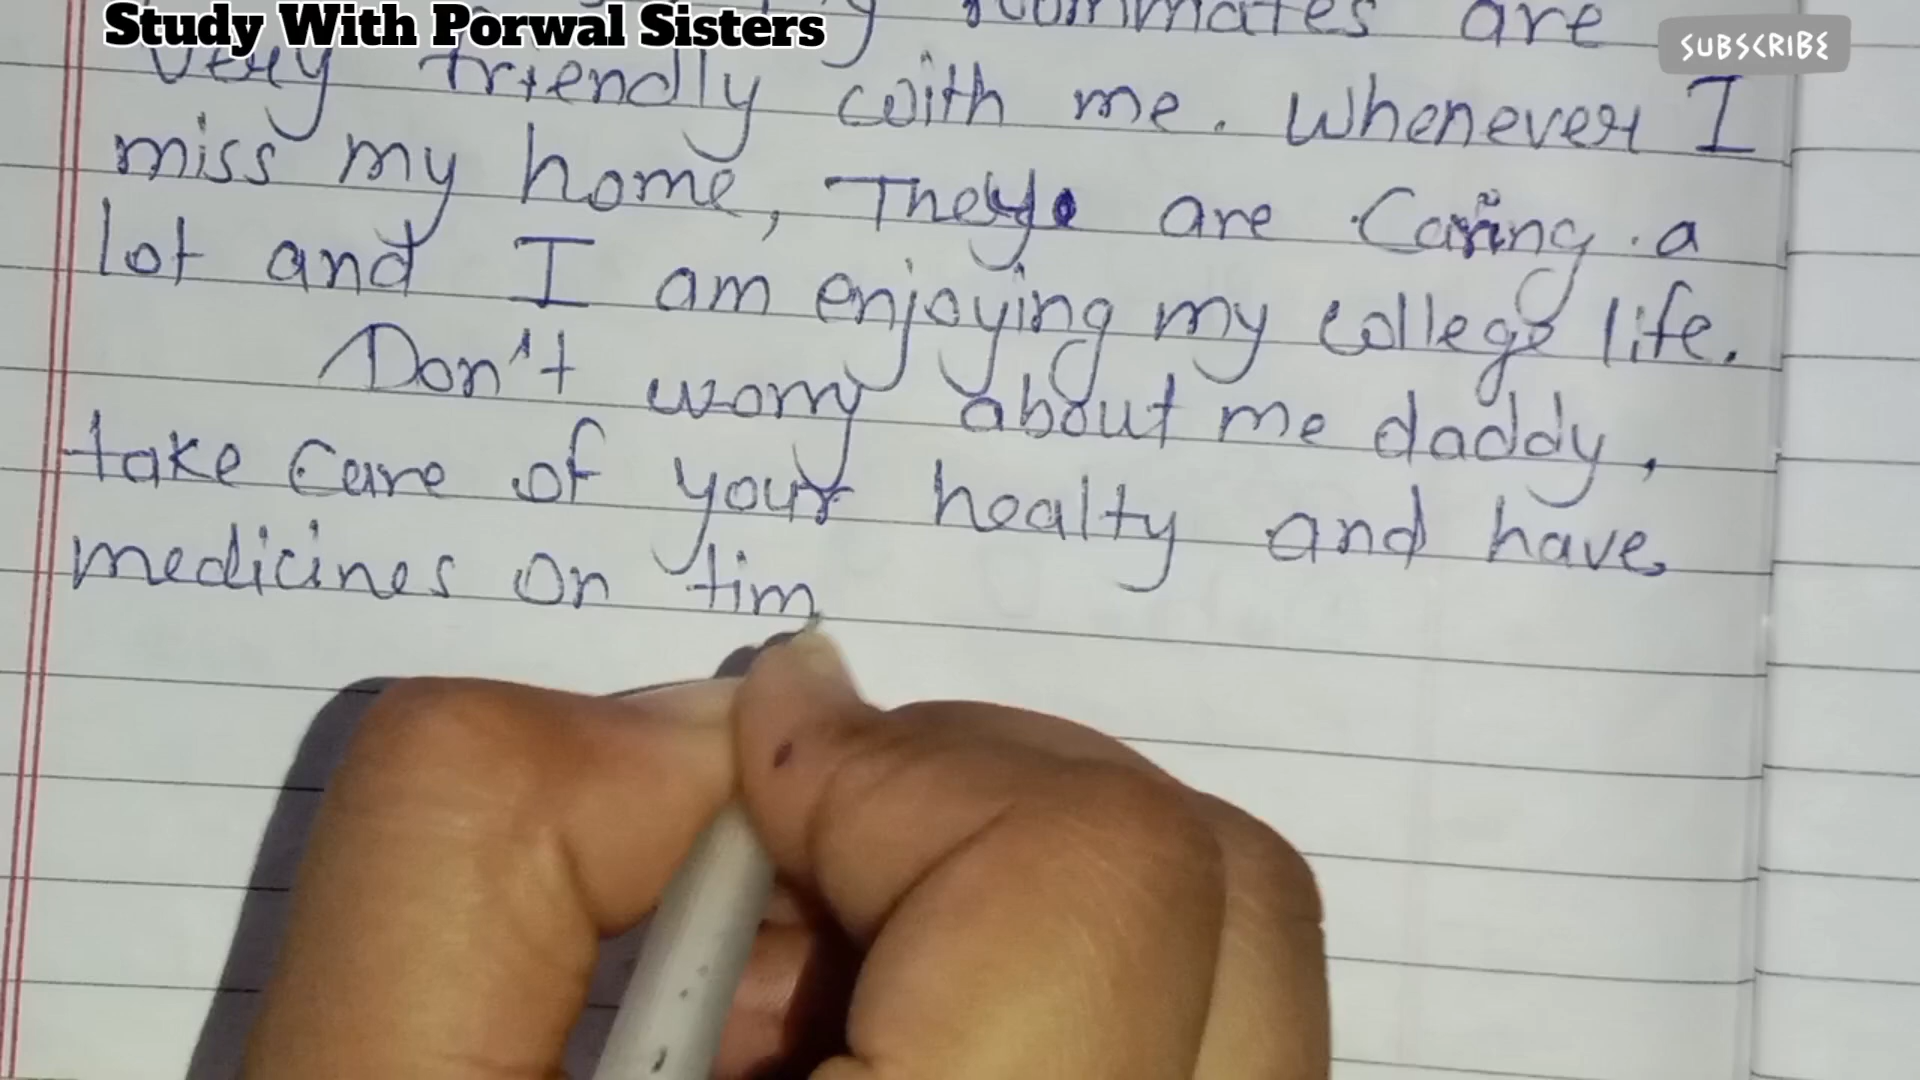 Study With Porwal Sisters
SUBSCRIBE
roommates are
very friendly with me. Whenever I
miss my home, They are Caring a
lot and I am enjoying my college life.
Don't worry about me daddy,
take care of your healty and have
medicines on tim